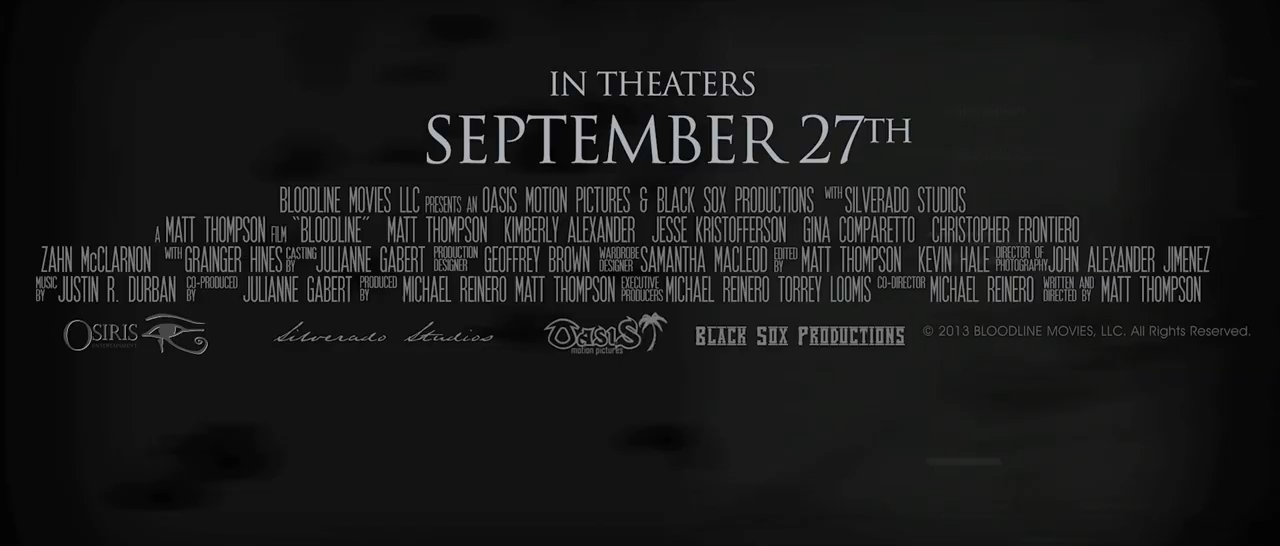 IN THEATERS
SEPTEMBER 27TH
BLOODLINE MOVIES LLC PRESENTS AN OASIS MOTION PICTURES & BLACK SOX PRODUCTIONS WITH SILVERADO STUDIOS
A MATT THOMPSON FILM "BLOODLINE" MATT THOMPSON KIMBERLY ALEXANDER JESSE KRISTOFFERSON GINA COMPARETTO CHRISTOPHER FRONTIERO
ZAHN McCLARNON WITH GRAINGER HINES CASTING BY JULIANNE GABERT PRODUCTION DESIGNER GEOFFREY BROWN WARDROBE DESIGNER SAMANTHA MACLEOD EDITED BY MATT THOMPSON KEVIN HALE DIRECTOR OF PHOTOGRAPHY JOHN ALEXANDER JIMENEZ
MUSIC BY JUSTIN R. DURBAN CO-PRODUCED BY JULIANNE GABERT PRODUCED BY MICHAEL REINERO MATT THOMPSON EXECUTIVE PRODUCERS MICHAEL REINERO TORREY LOOMIS CO-DIRECTOR MICHAEL REINERO WRITTEN AND DIRECTED BY MATT THOMPSON
OSIRIS ENTERTAINMENT Silverado Studios OASIS motion pictures BLACK SOX PRODUCTIONS © 2013 BLOODLINE MOVIES, LLC. All Rights Reserved.